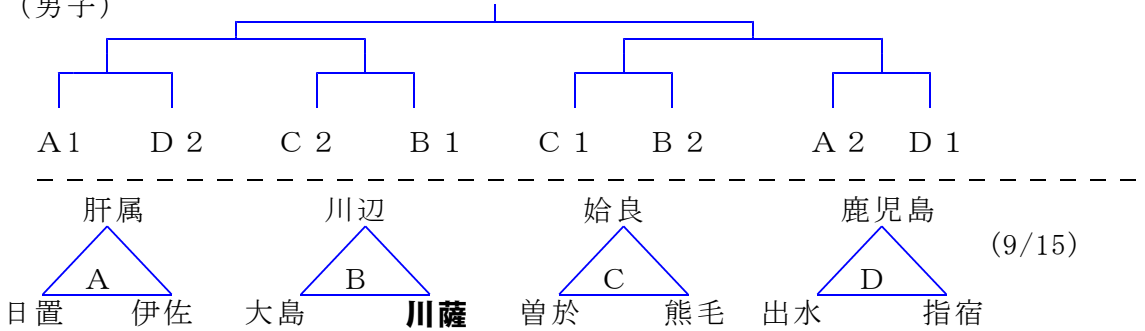 (男子)
A1 D2 C2 B1 C1 B2 A2 D1
肝属 川辺 姶良 鹿児島
(9/15)
A B C D
日置 伊佐 大島 川薩 曽於 熊毛 出水 指宿